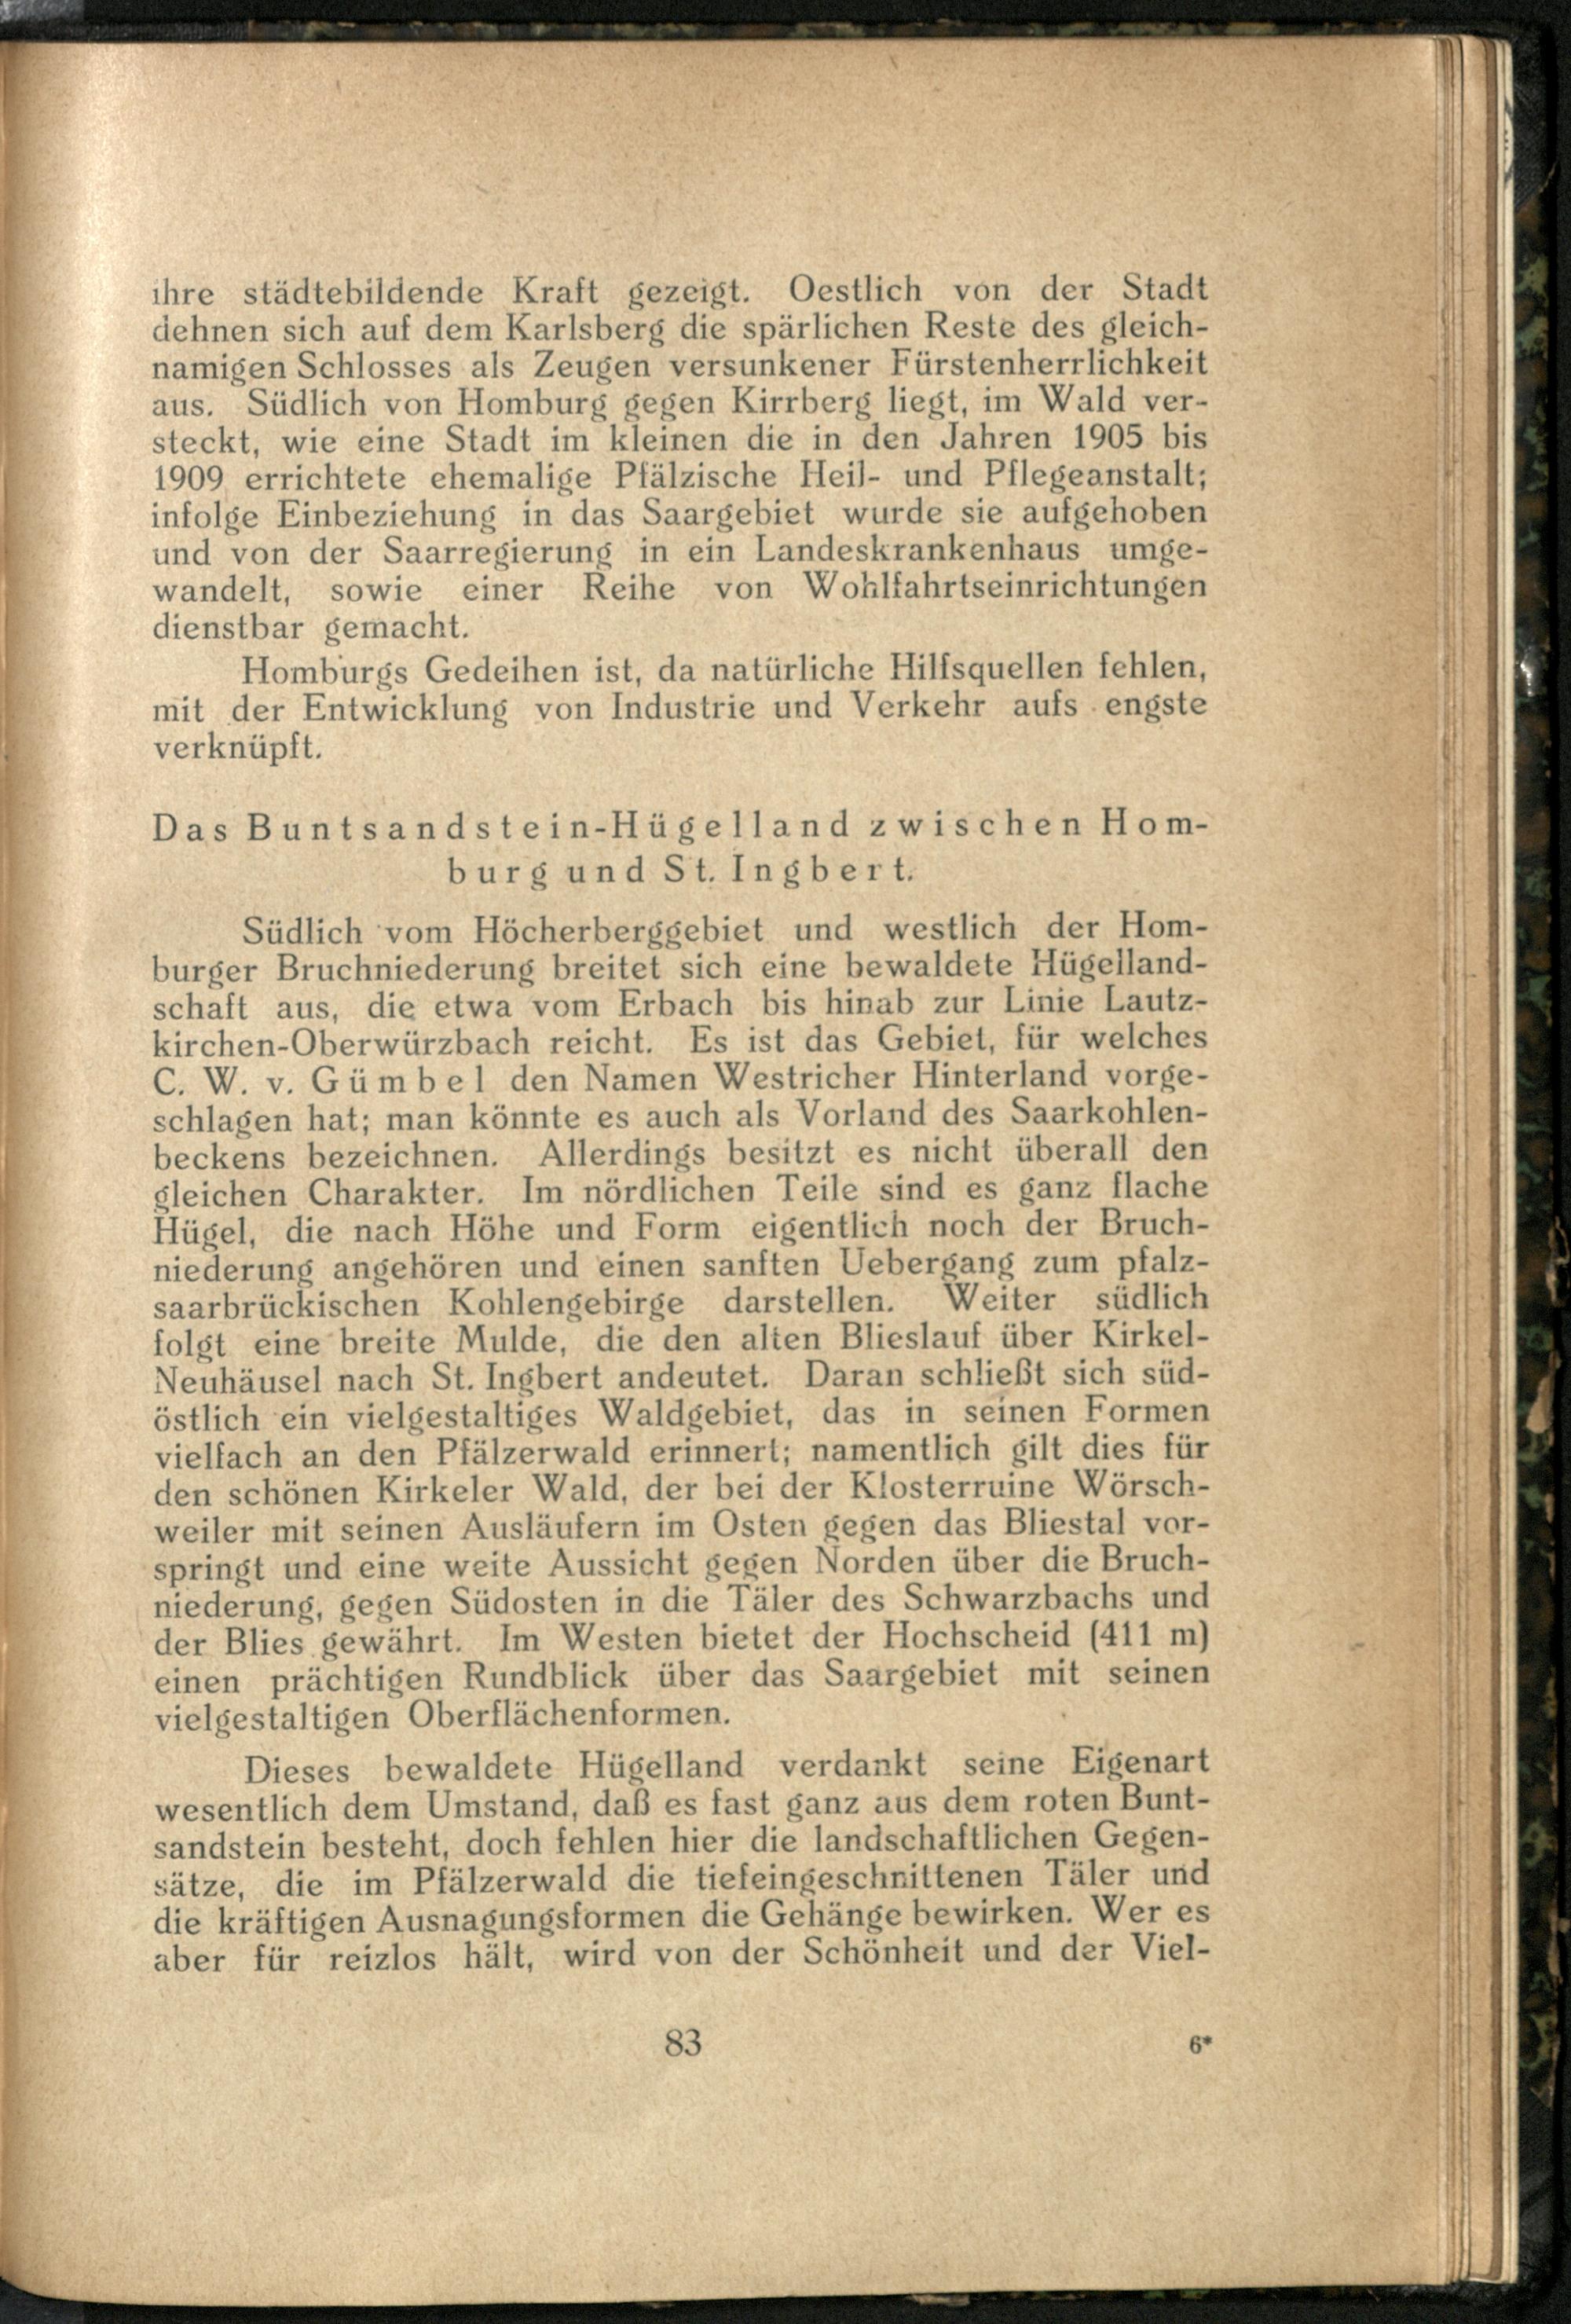 ihre städtebildende Kraft gezeigt. Oestlich von der Stadt
dehnen sich auf dem Karlsberg die spärlichen Reste des gleich-
namigen Schlosses als Zeugen versunkener Fürstenherrlichkeit
aus. Südlich von Homburg gegen Kirrberg liegt, im Wald ver-
steckt, wie eine Stadt im kleinen die in den Jahren 1905 bis
1909 errichtete ehemalige Pfälzische Heil- und Pflegeanstalt;
infolge Einbeziehung in das Saargebiet wurde sie aufgehoben
und von der Saarregierung in ein Landeskrankenhaus umge-
wandelt, sowie einer Reihe von Wohlfahrtseinrichtungen
dienstbar gemacht.
Homburgs Gedeihen ist, da natürliche Hilfsquellen fehlen,
mit der Entwicklung von Industrie und Verkehr aufs engste
verknüpft.
Das Buntsandstein-Hügelland zwischen Hom-
burg und St. Ingbert.
Südlich vom Höcherberggebiet und westlich der Hom-
burger Bruchniederung breitet sich eine bewaldete Hügelland-
schaft aus, die etwa vom Erbach bis hinab zur Linie Lautz-
kirchen-Oberwürzbach reicht. Es ist das Gebiet, für welches
C. W. v. Gümbel den Namen Westricher Hinterland vorge-
schlagen hat; man könnte es auch als Vorland des Saarkohlen-
beckens bezeichnen. Allerdings besitzt es nicht überall den
gleichen Charakter. Im nördlichen Teile sind es ganz flache
Hügel, die nach Höhe und Form eigentlich noch der Bruch-
niederung angehören und einen sanften Uebergang zum pfalz-
saarbrückischen Kohlengebirge darstellen. Weiter südlich
folgt eine breite Mulde, die den alten Blieslauf über Kirkel-
Neuhäusel nach St. Ingbert andeutet. Daran schließt sich süd-
östlich ein vielgestaltiges Waldgebiet, das in seinen Formen
vielfach an den Pfälzerwald erinnert; namentlich gilt dies für
den schönen Kirkeler Wald, der bei der Klosterruine Wörsch-
weiler mit seinen Ausläufern im Osten gegen das Bliestal vor-
springt und eine weite Aussicht gegen Norden über die Bruch-
niederung, gegen Südosten in die Täler des Schwarzbachs und
der Blies gewährt. Im Westen bietet der Hochscheid (411 m)
einen prächtigen Rundblick über das Saargebiet mit seinen
vielgestaltigen Oberflächenformen.
Dieses bewaldete Hügelland verdankt seine Eigenart
wesentlich dem Umstand, daß es fast ganz aus dem roten Bunt-
sandstein besteht, doch fehlen hier die landschaftlichen Gegen-
sätze, die im Pfälzerwald die tiefeingeschnittenen Täler und
die kräftigen Ausnagungsformen die Gehänge bewirken. Wer es
aber für reizlos hält, wird von der Schönheit und der Viel-
83
6*